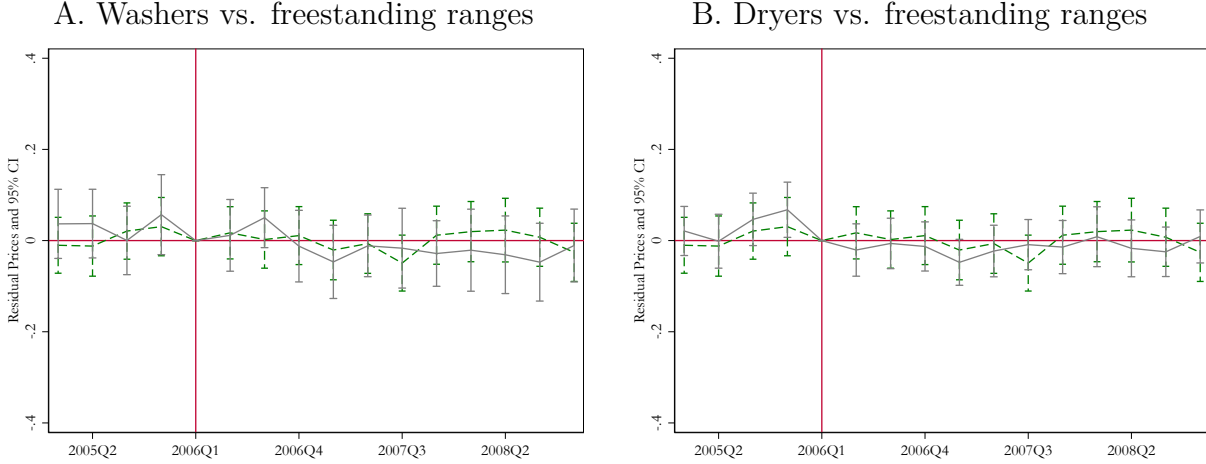 A. Washers vs. freestanding ranges
Residual Prices and 95% CI
.4
.2
0
-.2
-.4
2005Q2 2006Q1 2006Q4 2007Q3 2008Q2
B. Dryers vs. freestanding ranges
Residual Prices and 95% CI
.4
.2
0
-.2
-.4
2005Q2 2006Q1 2006Q4 2007Q3 2008Q2